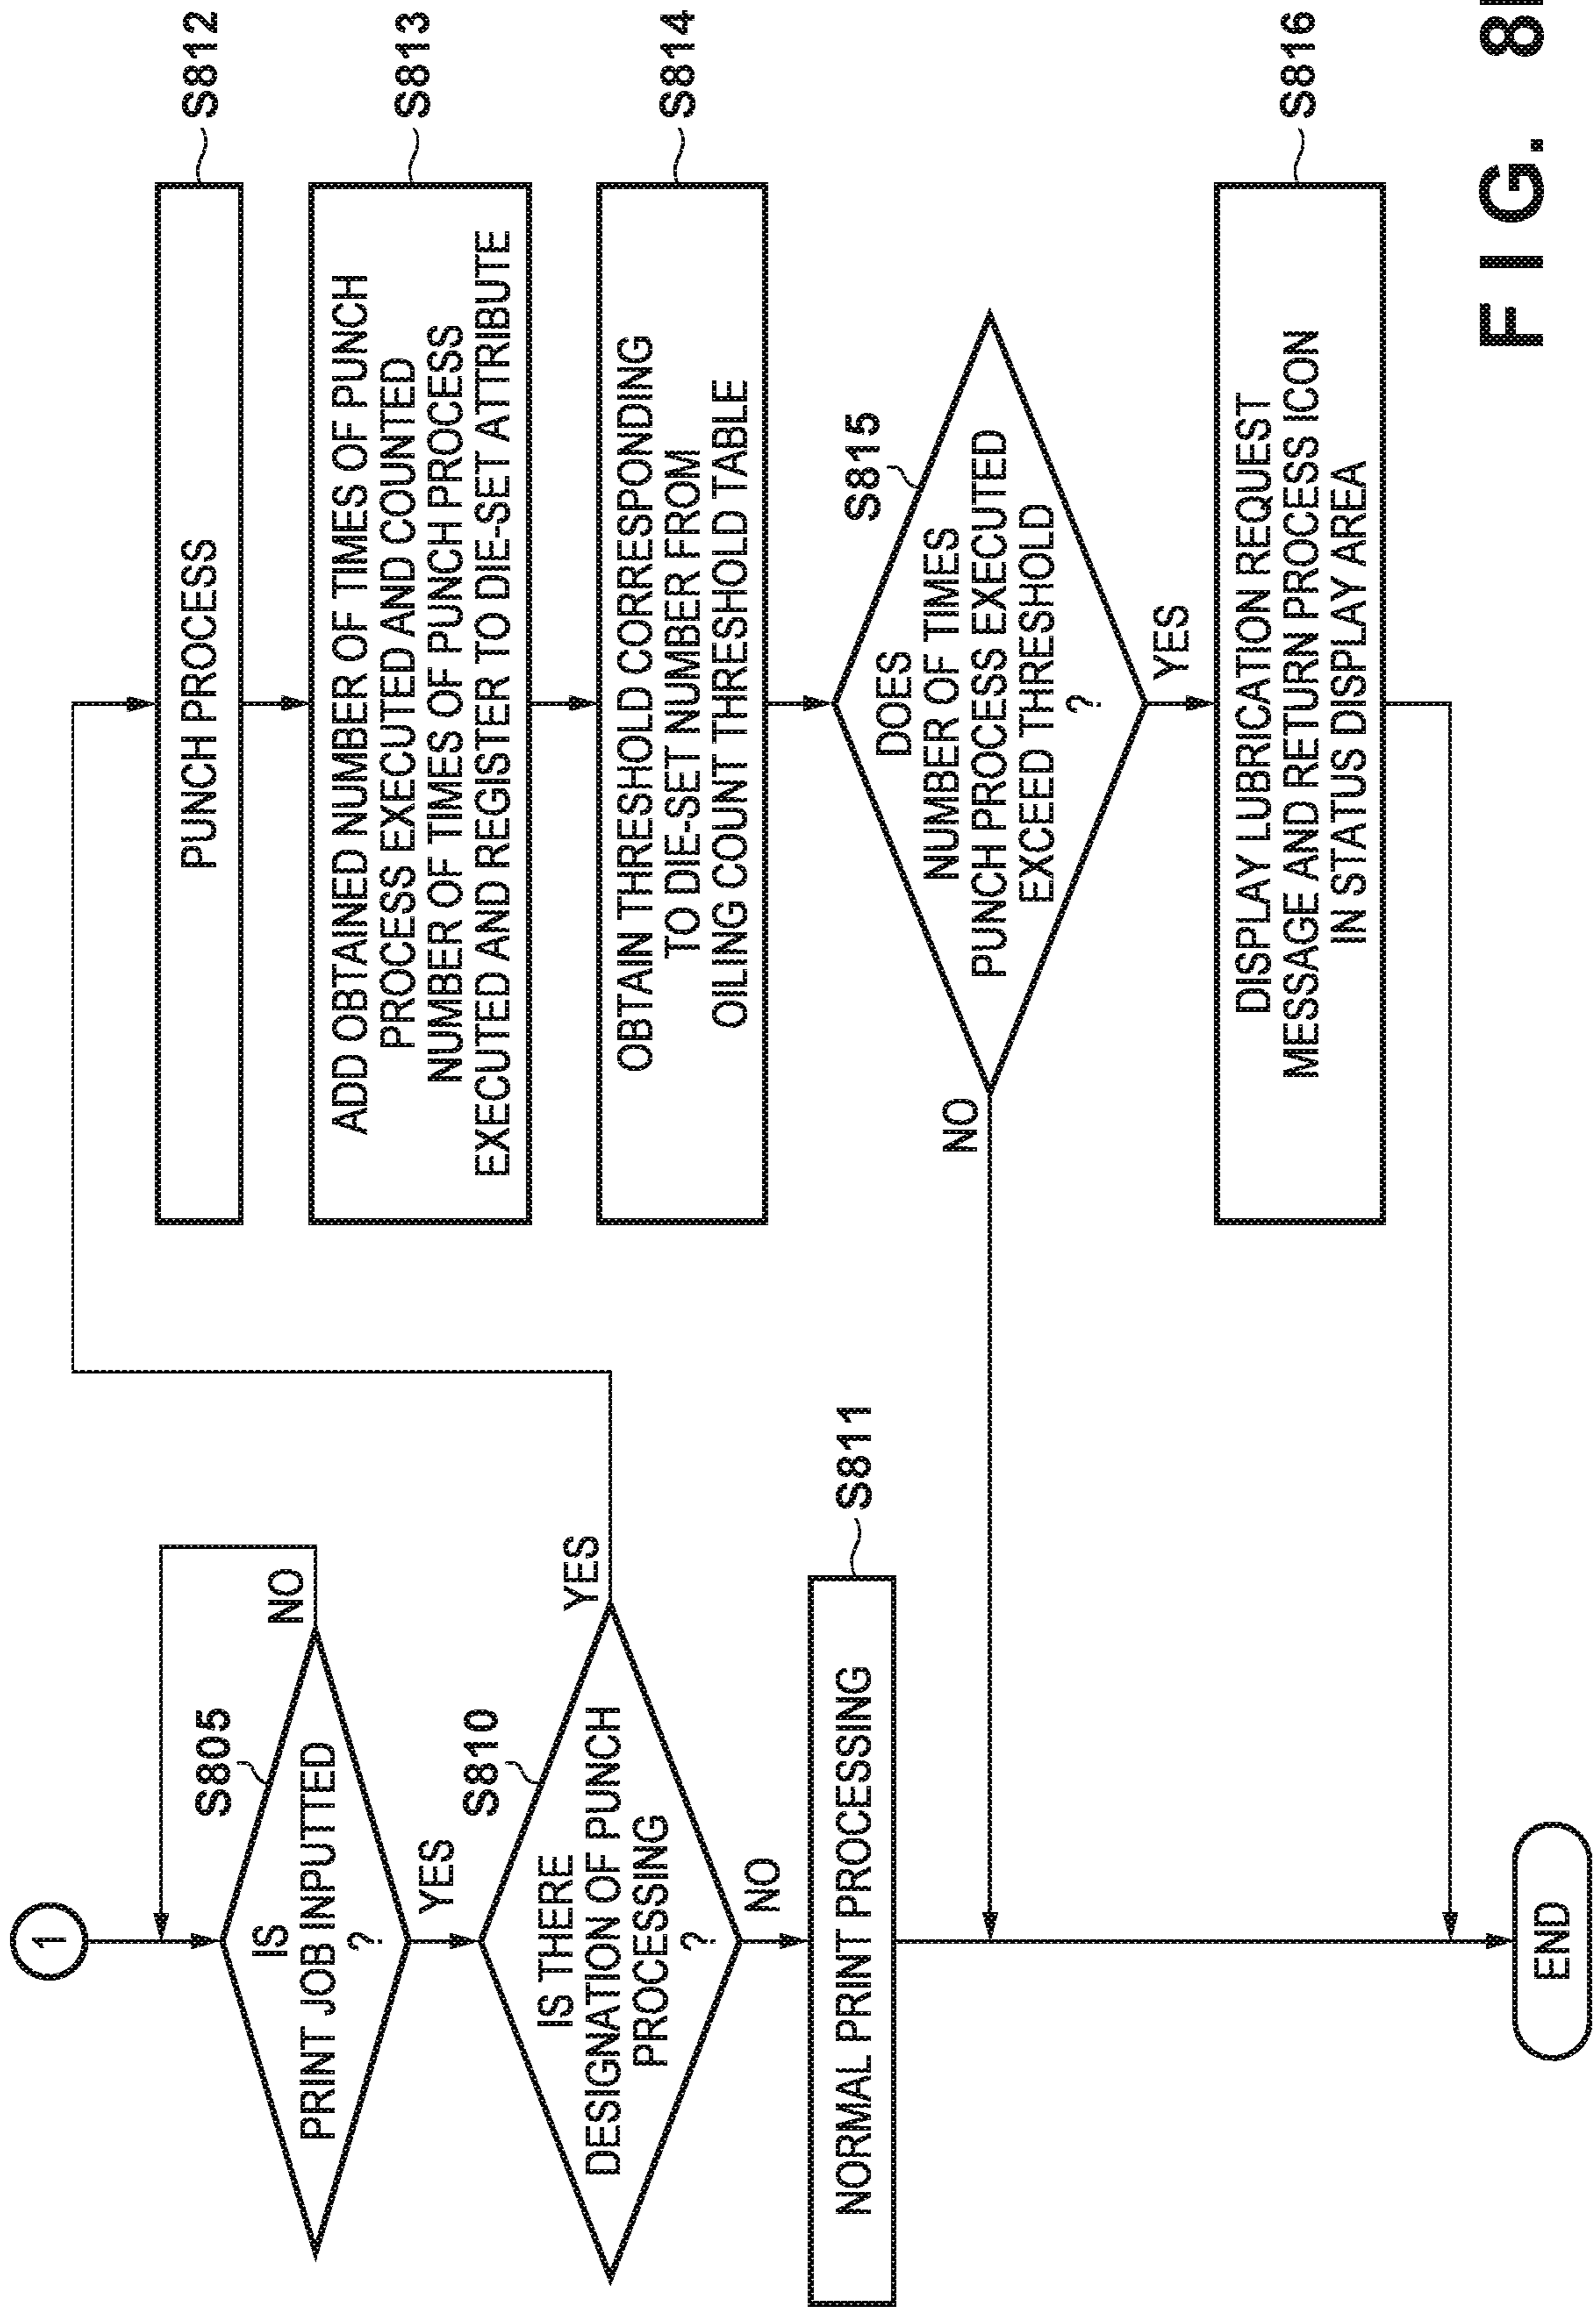 1
S805
IS
PRINT JOB INPUTTED
?
NO
YES
S810
IS THERE
DESIGNATION OF PUNCH
PROCESSING
?
YES
NO
S811
NORMAL PRINT PROCESSING
S812
PUNCH PROCESS
S813
ADD OBTAINED NUMBER OF TIMES OF PUNCH
PROCESS EXECUTED AND COUNTED
NUMBER OF TIMES OF PUNCH PROCESS
EXECUTED AND REGISTER TO DIE-SET ATTRIBUTE
S814
OBTAIN THRESHOLD CORRESPONDING
TO DIE-SET NUMBER FROM
OILING COUNT THRESHOLD TABLE
S815
DOES
NUMBER OF TIMES
PUNCH PROCESS EXECUTED
EXCEED THRESHOLD
?
NO
YES
S816
DISPLAY LUBRICATION REQUEST
MESSAGE AND RETURN PROCESS ICON
IN STATUS DISPLAY AREA
END
FIG. 8